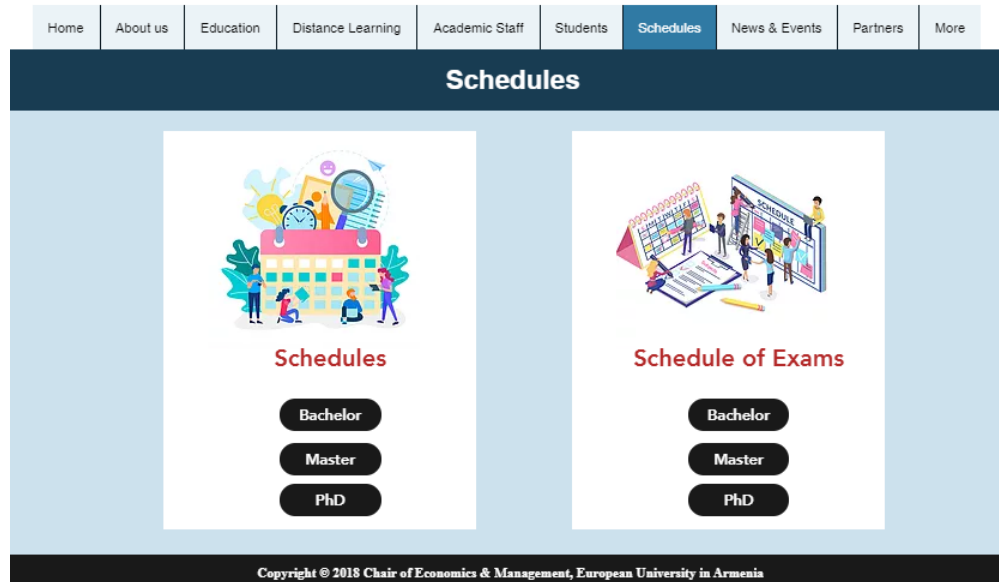 Home About us Education Distance Learning Academic Staff Students Schedules News & Events Partners More
Schedules
SCHEDULE
Schedules
Bachelor
Master
PhD
Schedule of Exams
Bachelor
Master
PhD
Copyright © 2018 Chair of Economics & Management, European University in Armenia